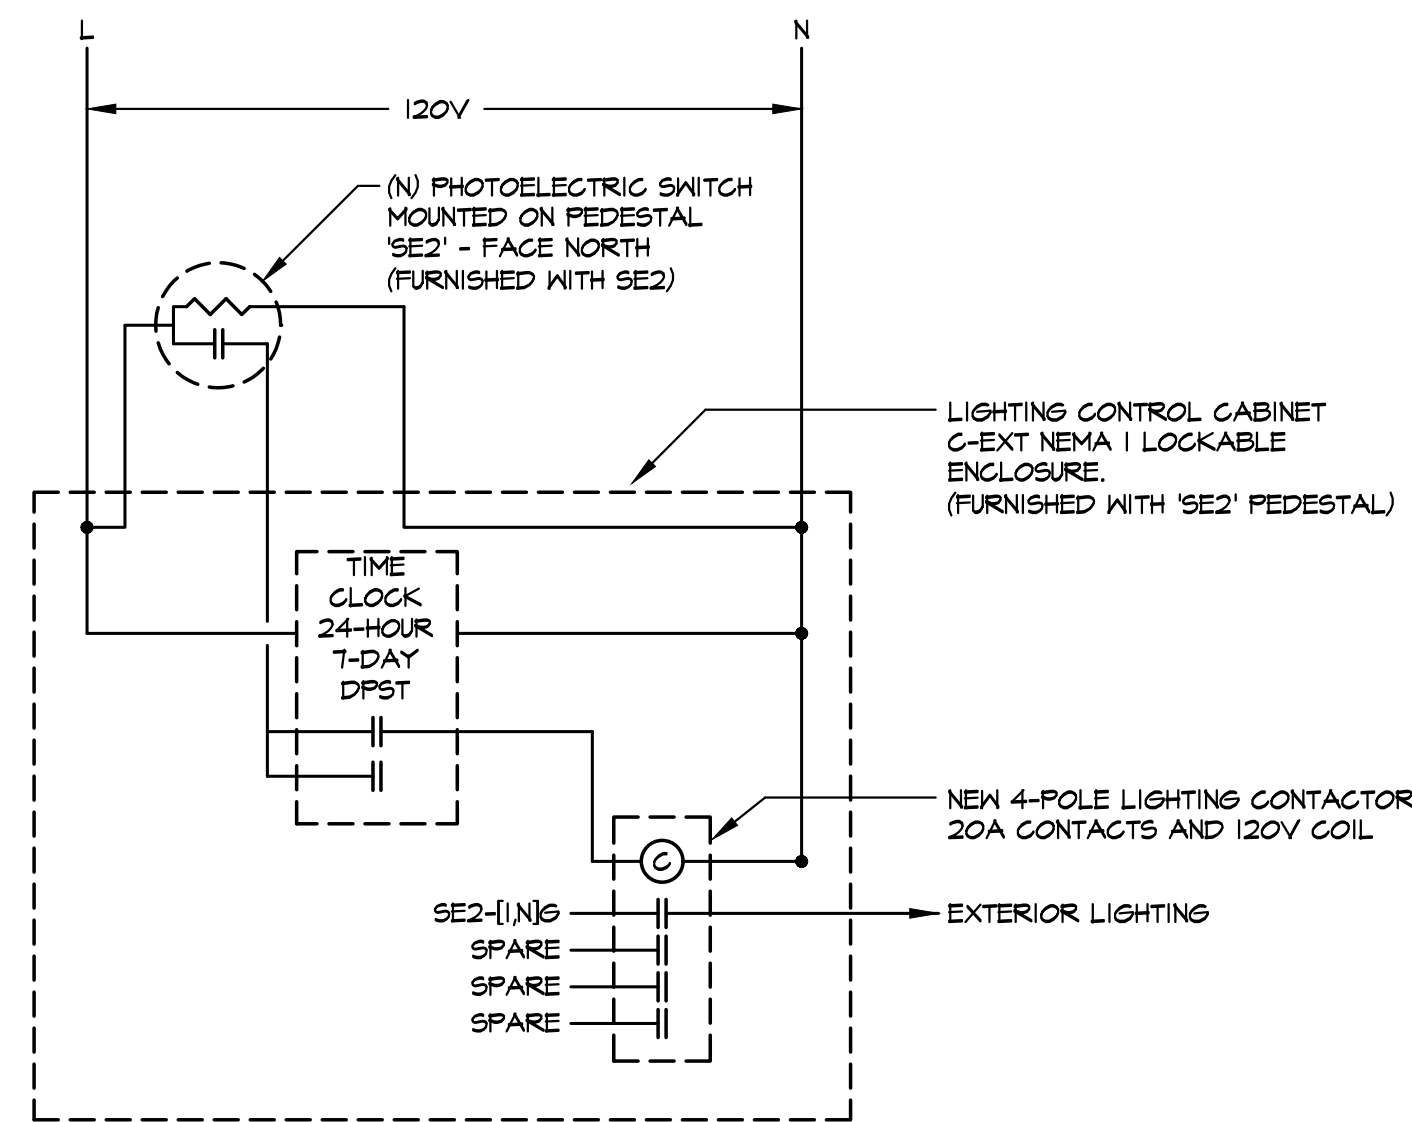 L
N
120V
(N) PHOTOELECTRIC SWITCH
MOUNTED ON PEDESTAL
'SE2' - FACE NORTH
(FURNISHED WITH SE2)
LIGHTING CONTROL CABINET
C-EXT NEMA 1 LOCKABLE
ENCLOSURE.
(FURNISHED WITH 'SE2' PEDESTAL)
TIME
CLOCK
24-HOUR
7-DAY
DPST
NEW 4-POLE LIGHTING CONTACTOR
20A CONTACTS AND 120V COIL
C
SE2-[1,N]G
EXTERIOR LIGHTING
SPARE
SPARE
SPARE